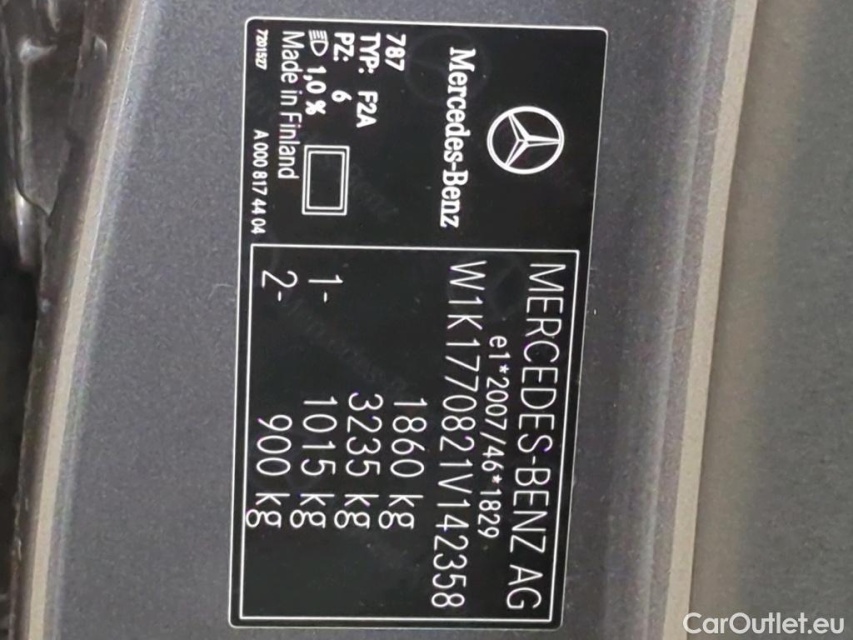 Mercedes-Benz
787
TYP: F2A
PZ: 6
1,0 %
Made in Finland
7201527
A 000 817 44 04
MERCEDES-BENZ AG
e1*2007/46*1829
W1K1770821V142358
1860 kg
3235 kg
1- 1015 kg
2- 900 kg
CarOutlet.eu